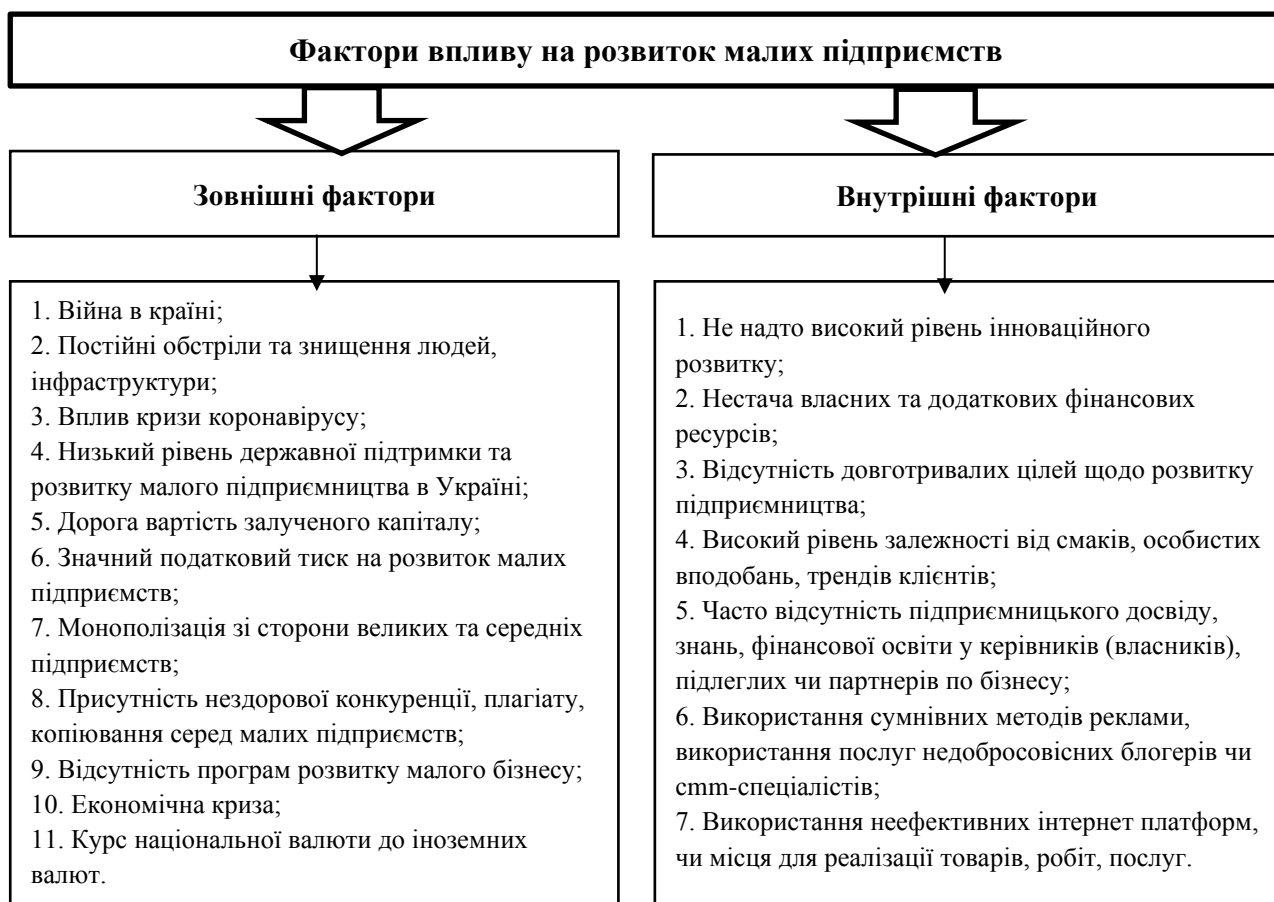 Фактори впливу на розвиток малих підприємств
Зовнішні фактори
1. Війна в країні;
2. Постійні обстріли та знищення людей,
інфраструктури;
3. Вплив кризи коронавірусу;
4. Низький рівень державної підтримки та
розвитку малого підприємництва в Україні;
5. Дорога вартість залученого капіталу;
6. Значний податковий тиск на розвиток малих
підприємств;
7. Монополізація зі сторони великих та середніх
підприємств;
8. Присутність нездорової конкуренції, плагіату,
копіювання серед малих підприємств;
9. Відсутність програм розвитку малого бізнесу;
10. Економічна криза;
11. Курс національної валюти до іноземних
валют.
Внутрішні фактори
1. Не надто високий рівень інноваційного
розвитку;
2. Нестача власних та додаткових фінансових
ресурсів;
3. Відсутність довготривалих цілей щодо розвитку
підприємництва;
4. Високий рівень залежності від смаків, особистих
вподобань, трендів клієнтів;
5. Часто відсутність підприємницького досвіду,
знань, фінансової освіти у керівників (власників),
підлеглих чи партнерів по бізнесу;
6. Використання сумнівних методів реклами,
використання послуг недобросовісних блогерів чи
смм-спеціалістів;
7. Використання неефективних інтернет платформ,
чи місця для реалізації товарів, робіт, послуг.